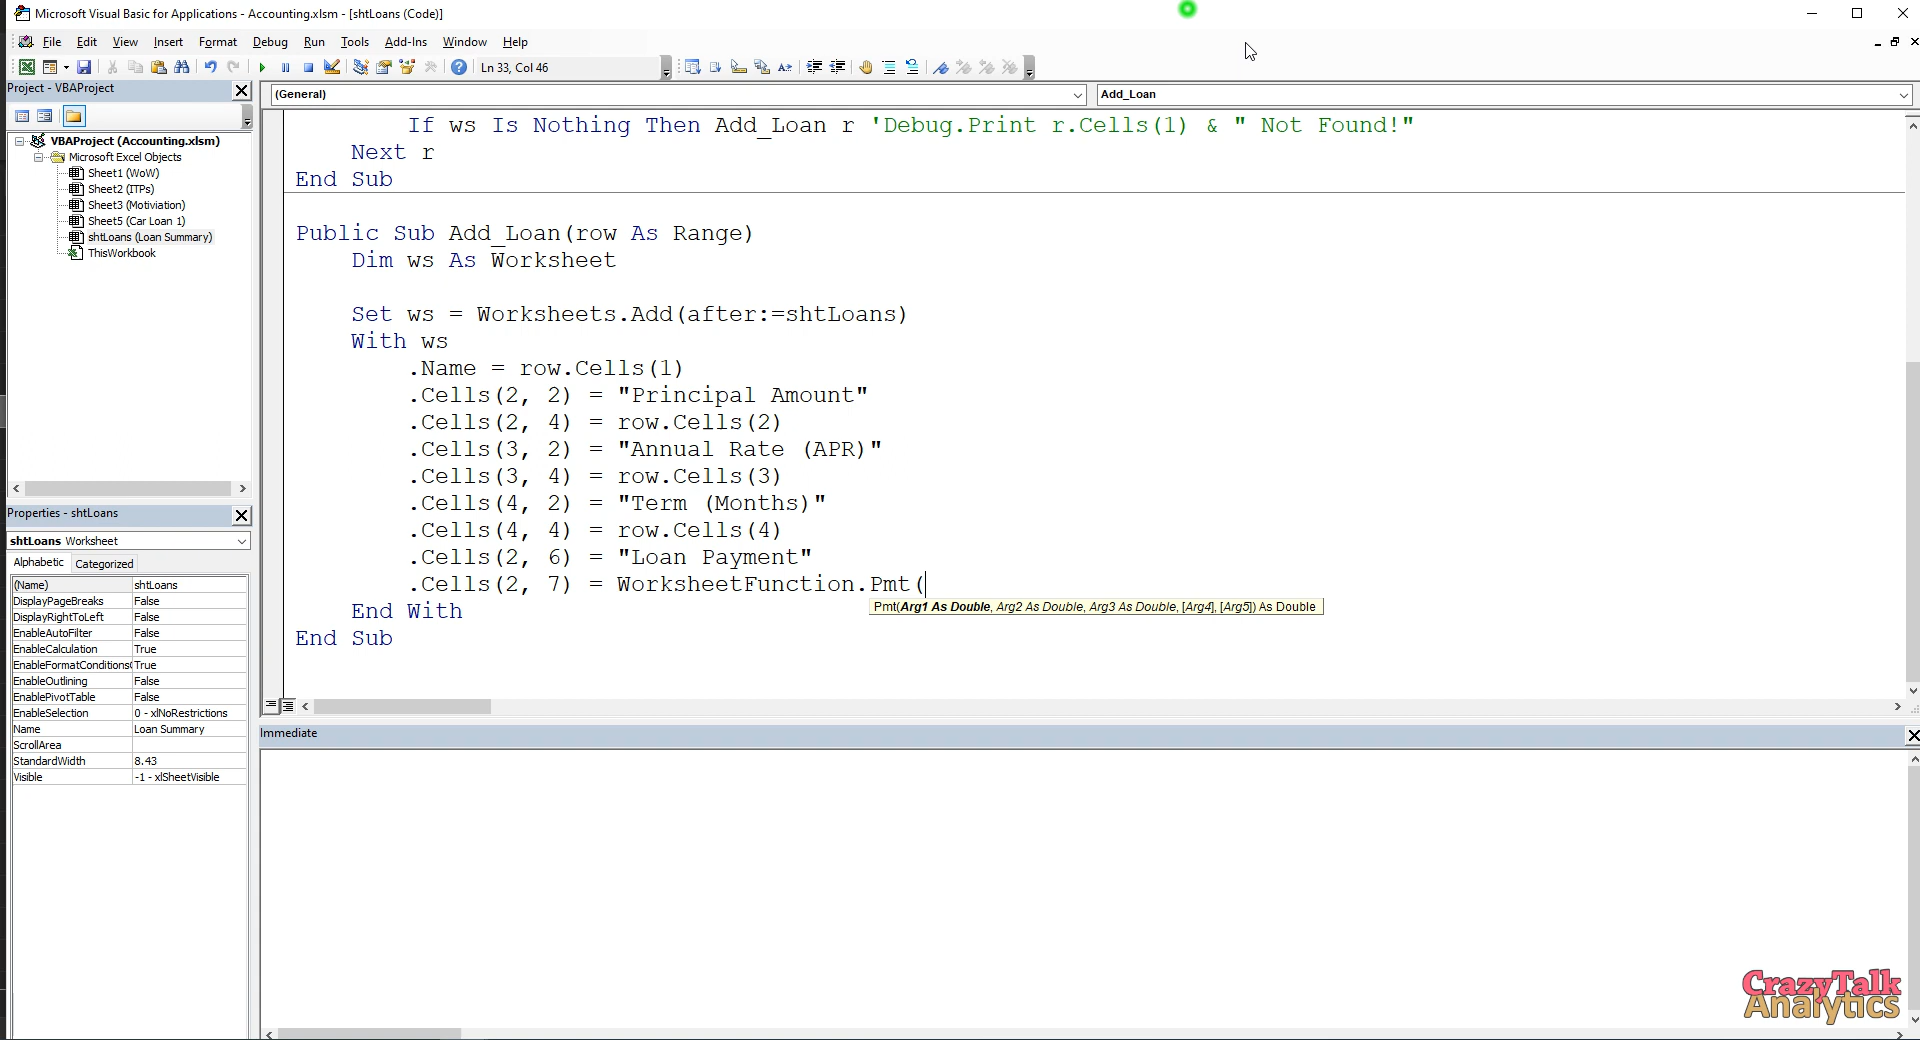 Microsoft Visual Basic for Applications - Accounting.xlsm - [shtLoans (Code)]
File Edit View Insert Format Debug Run Tools Add-Ins Window Help
Ln 33, Col 46
Project - VBAProject
(General) Add_Loan
VBAProject (Accounting.xlsm)
Microsoft Excel Objects
Sheet1 (WoW)
Sheet2 (ITPs)
Sheet3 (Motiviation)
Sheet5 (Car Loan 1)
shtLoans (Loan Summary)
ThisWorkbook
Properties - shtLoans
shtLoans Worksheet
Alphabetic Categorized
(Name) shtLoans
DisplayPageBreaks False
DisplayRightToLeft False
EnableAutoFilter False
EnableCalculation True
EnableFormatConditions True
EnableOutlining False
EnablePivotTable False
EnableSelection 0 - xlNoRestrictions
Name Loan Summary
ScrollArea
StandardWidth 8.43
Visible -1 - xlSheetVisible
If ws Is Nothing Then Add_Loan r 'Debug.Print r.Cells(1) & " Not Found!"
Next r
End Sub
Public Sub Add_Loan(row As Range)
Dim ws As Worksheet
Set ws = Worksheets.Add(after:=shtLoans)
With ws
.Name = row.Cells(1)
.Cells(2, 2) = "Principal Amount"
.Cells(2, 4) = row.Cells(2)
.Cells(3, 2) = "Annual Rate (APR)"
.Cells(3, 4) = row.Cells(3)
.Cells(4, 2) = "Term (Months)"
.Cells(4, 4) = row.Cells(4)
.Cells(2, 6) = "Loan Payment"
.Cells(2, 7) = WorksheetFunction.Pmt(
Pmt(Arg1 As Double, Arg2 As Double, Arg3 As Double, [Arg4], [Arg5]) As Double
End With
End Sub
Immediate
CrazyTalk
Analytics